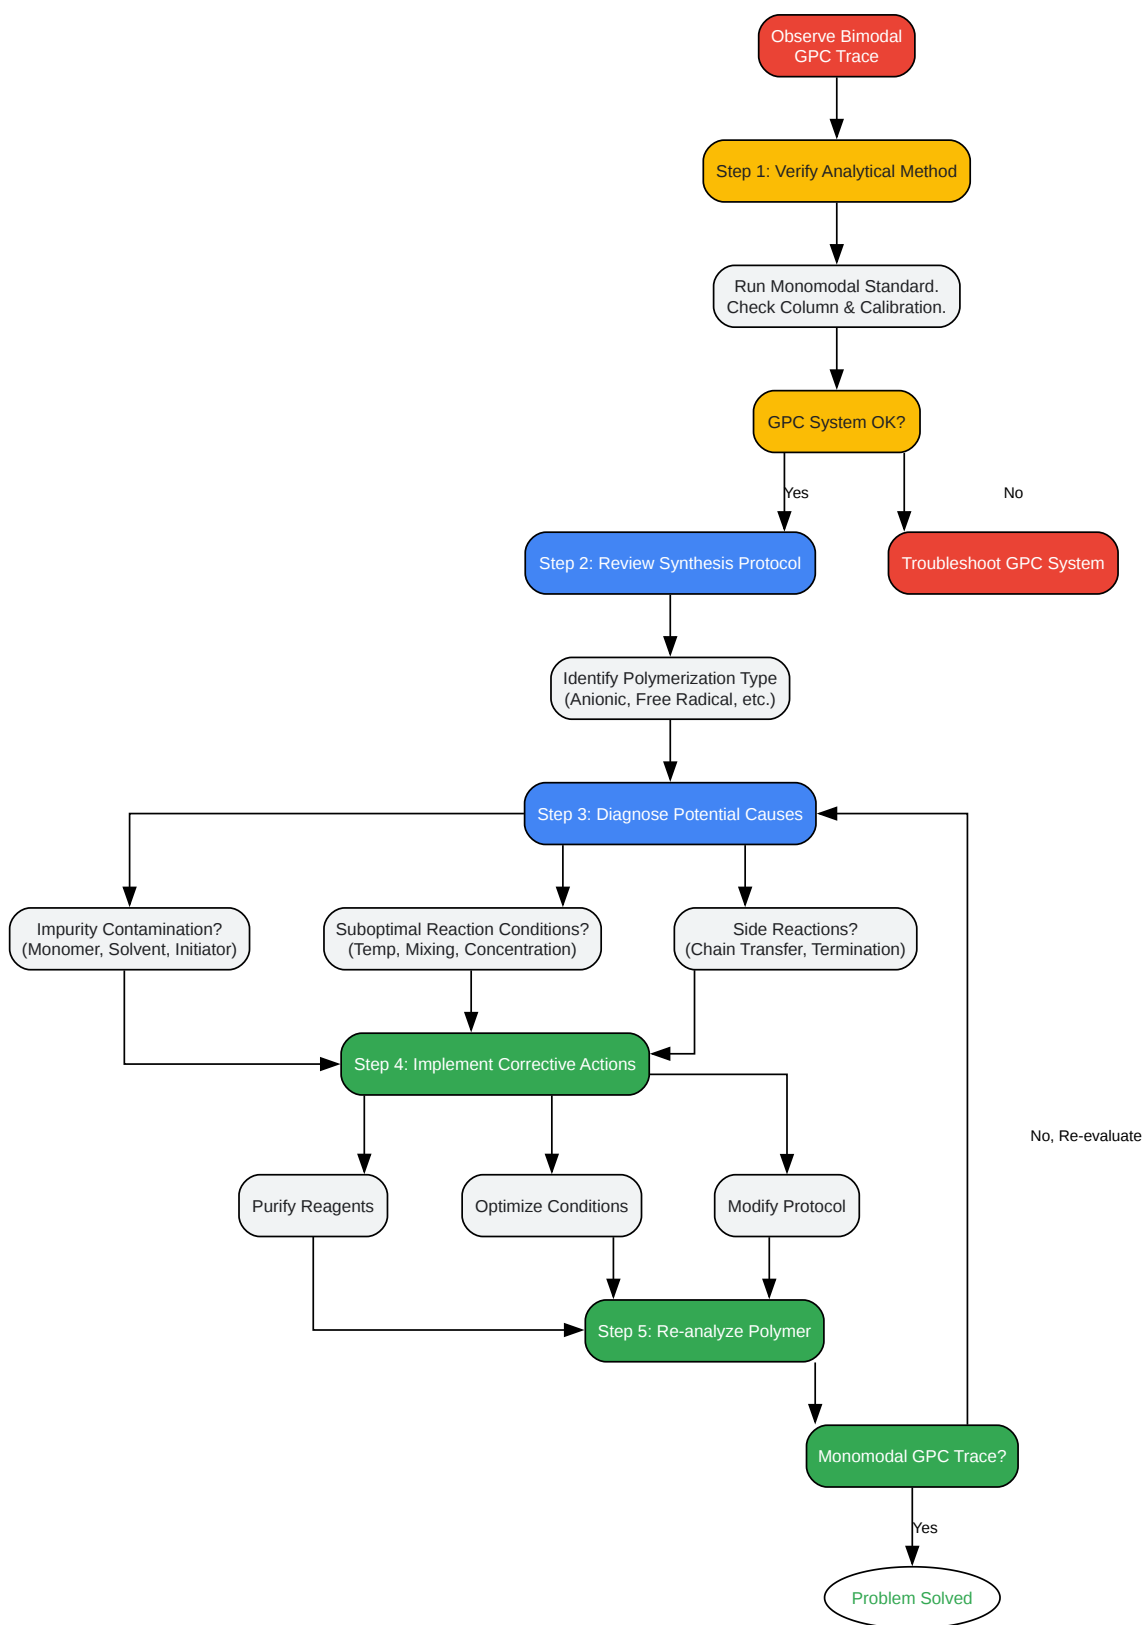 Observe Bimodal
GPC Trace
Step 1: Verify Analytical Method
Run Monomodal Standard.
Check Column & Calibration.
GPC System OK?
Yes
No
Step 2: Review Synthesis Protocol
Troubleshoot GPC System
Identify Polymerization Type
(Anionic, Free Radical, etc.)
Step 3: Diagnose Potential Causes
Impurity Contamination?
(Monomer, Solvent, Initiator)
Suboptimal Reaction Conditions?
(Temp, Mixing, Concentration)
Side Reactions?
(Chain Transfer, Termination)
Step 4: Implement Corrective Actions
No, Re-evaluate
Purify Reagents
Optimize Conditions
Modify Protocol
Step 5: Re-analyze Polymer
Monomodal GPC Trace?
Yes
Problem Solved